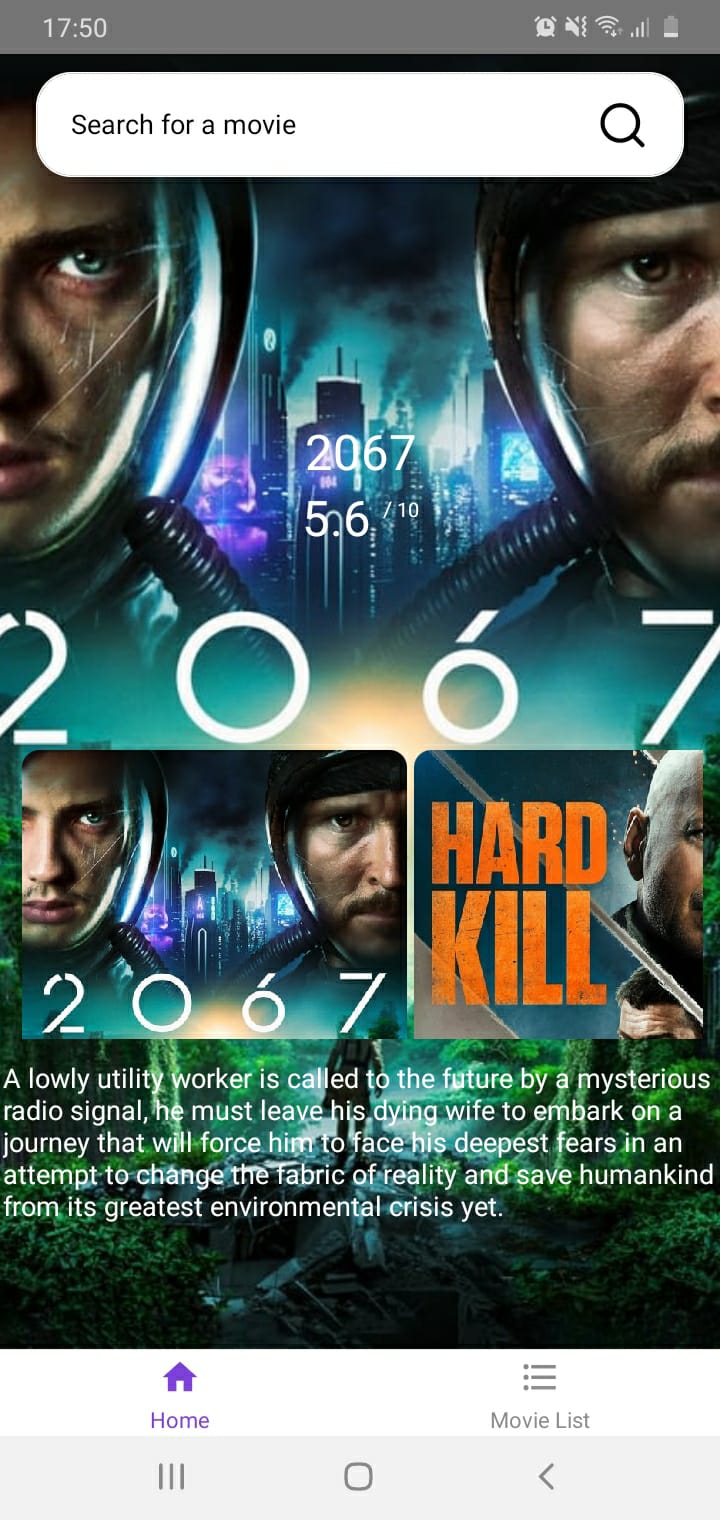 17:50
Search for a movie
2067
5.6 / 10
2067
2067
HARD
KILL
A lowly utility worker is called to the future by a mysterious
radio signal, he must leave his dying wife to embark on a
journey that will force him to face his deepest fears in an
attempt to change the fabric of reality and save humankind
from its greatest environmental crisis yet.
Home
Movie List